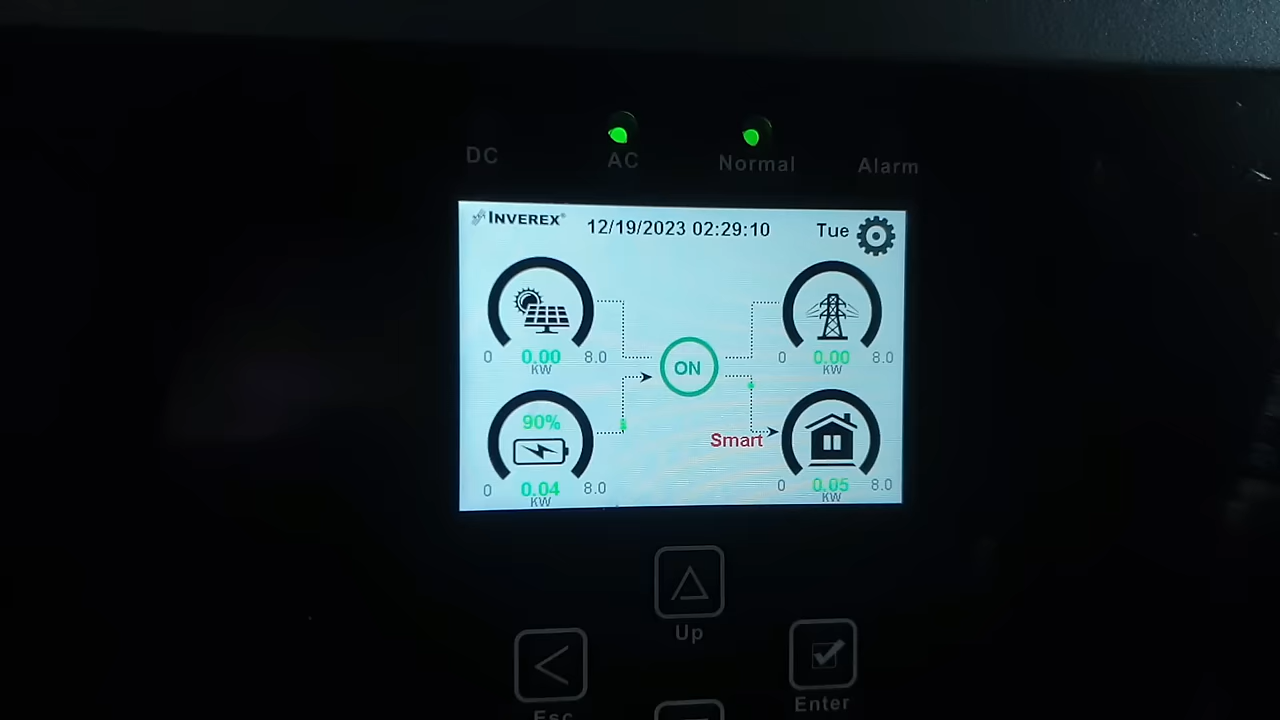 DC AC Normal Alarm
INVEREX® 12/19/2023 02:29:10 Tue
0 0.00 8.0 0 0.00 8.0
KW KW
ON
90%
Smart
0 0.04 8.0 0 0.05 8.0
KW KW
Up
Enter
Esc